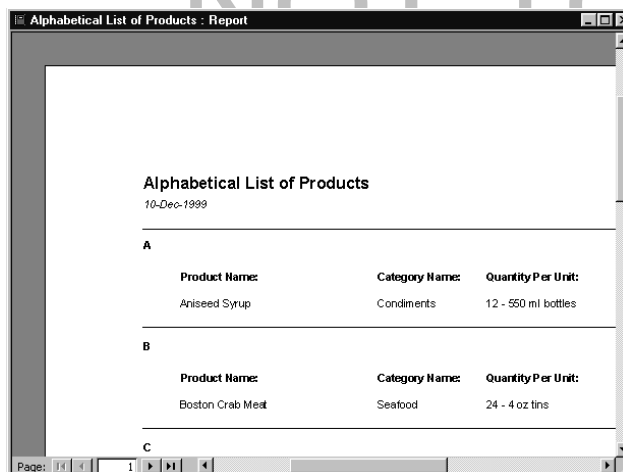 Alphabetical List of Products : Report
Alphabetical List of Products
10-Dec-1999
A
Product Name: Category Name: Quantity Per Unit:
Aniseed Syrup Condiments 12 - 550 ml bottles
B
Product Name: Category Name: Quantity Per Unit:
Boston Crab Meat Seafood 24 - 4 oz tins
C
Page: 1